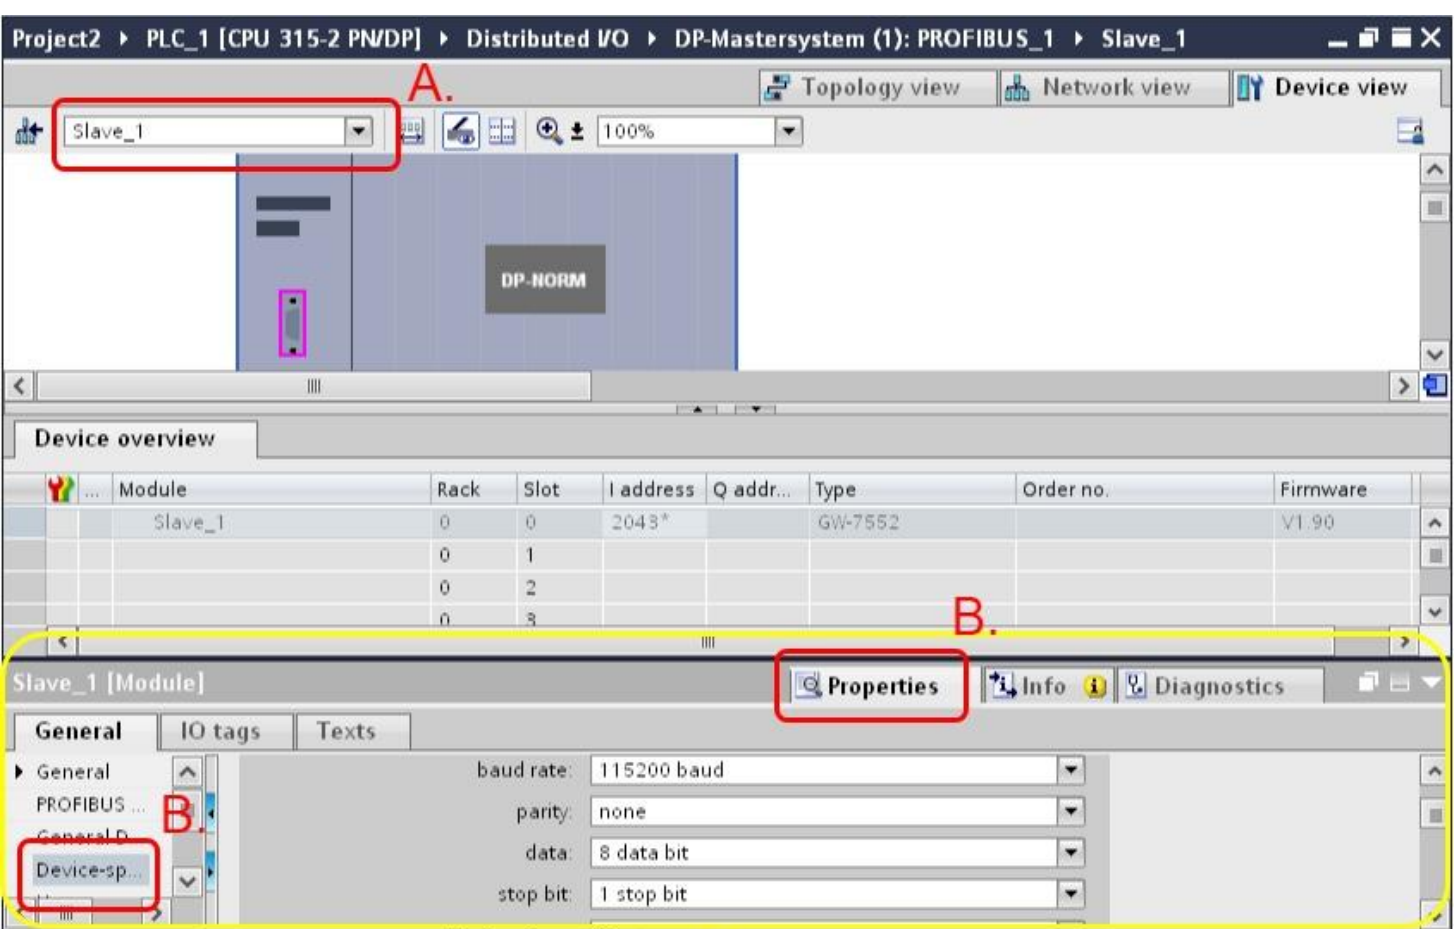 Project2 ▸ PLC_1 [CPU 315-2 PN/DP] ▸ Distributed I/O ▸ DP-Mastersystem (1): PROFIBUS_1 ▸ Slave_1
A.
Topology view Network view Device view
Slave_1 100%
DP-NORM
Device overview
... Module Rack Slot I address Q addr... Type Order no. Firmware
Slave_1 0 0 2043* GW-7552 V1.90
0 1
0 2
0 3
B.
Slave_1 [Module] Properties Info Diagnostics
General IO tags Texts
General
PROFIBUS ...
B.
General D...
Device-sp...
baud rate: 115200 baud
parity: none
data: 8 data bit
stop bit: 1 stop bit